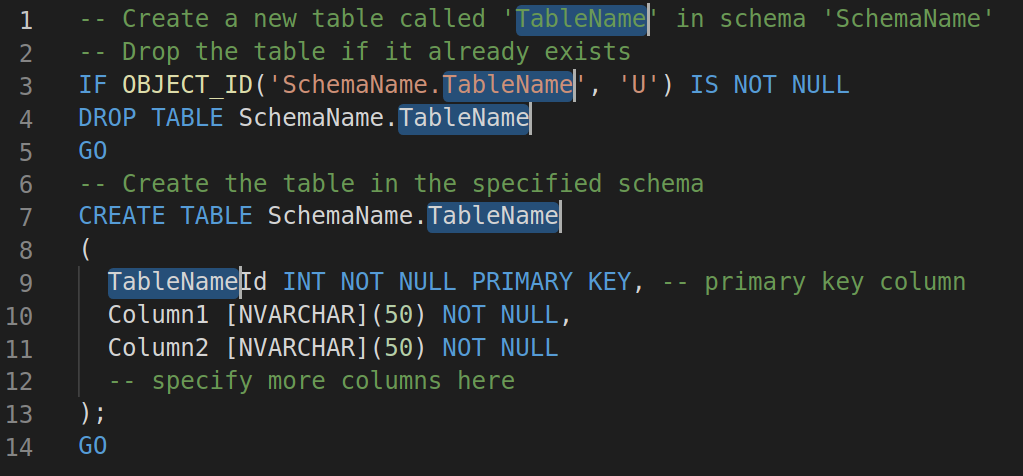 1 -- Create a new table called 'TableName' in schema 'SchemaName'
2 -- Drop the table if it already exists
3 IF OBJECT_ID('SchemaName.TableName', 'U') IS NOT NULL
4 DROP TABLE SchemaName.TableName
5 GO
6 -- Create the table in the specified schema
7 CREATE TABLE SchemaName.TableName
8 (
9 TableNameId INT NOT NULL PRIMARY KEY, -- primary key column
10 Column1 [NVARCHAR](50) NOT NULL,
11 Column2 [NVARCHAR](50) NOT NULL
12 -- specify more columns here
13 );
14 GO